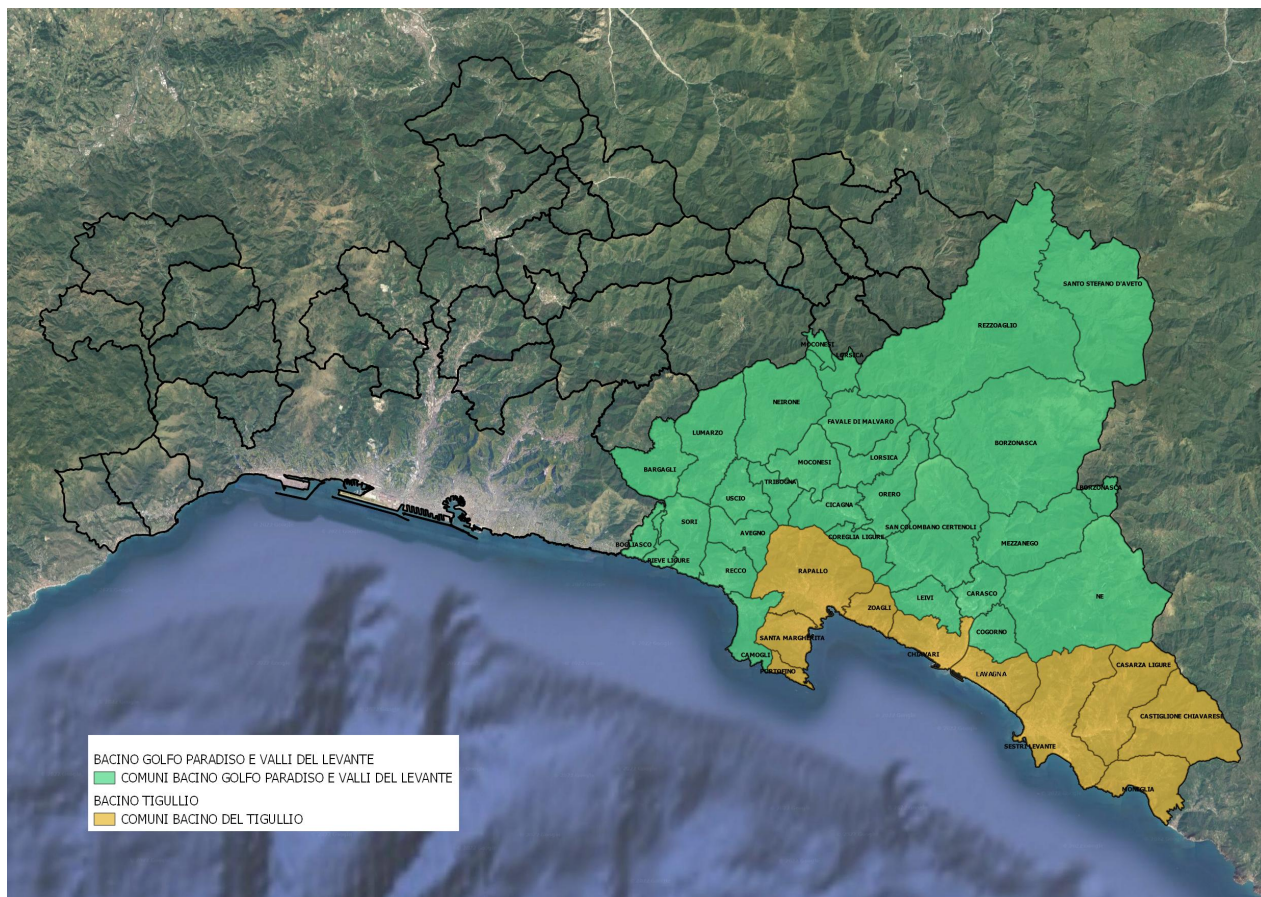 SANTO STEFANO D'AVETO
REZZOAGLIO
MOCONESI
LORSICA
NEIRONE
FAVALE DI MALVARO
LUMARZO
BORZONASCA
LORSICA
MOCONESI
BARGAGLI
TRIBOGNA
BORZONASCA
ORERO
USCIO
CICAGNA
SORI
SAN COLOMBANO CERTENOLI
AVEGNO
COREGLIA LIGURE
MEZZANEGO
BOGLIASCO
PIEVE LIGURE
RECCO
RAPALLO
CARASCO
NE
LEIVI
ZOAGLI
COGORNO
SANTA MARGHERITA
CAMOGLI
CHIAVARI
CASARZA LIGURE
PORTOFINO
LAVAGNA
CASTIGLIONE CHIAVARESE
SESTRI LEVANTE
MONEGLIA
BACINO GOLFO PARADISO E VALLI DEL LEVANTE
COMUNI BACINO GOLFO PARADISO E VALLI DEL LEVANTE
BACINO TIGULLIO
COMUNI BACINO DEL TIGULLIO